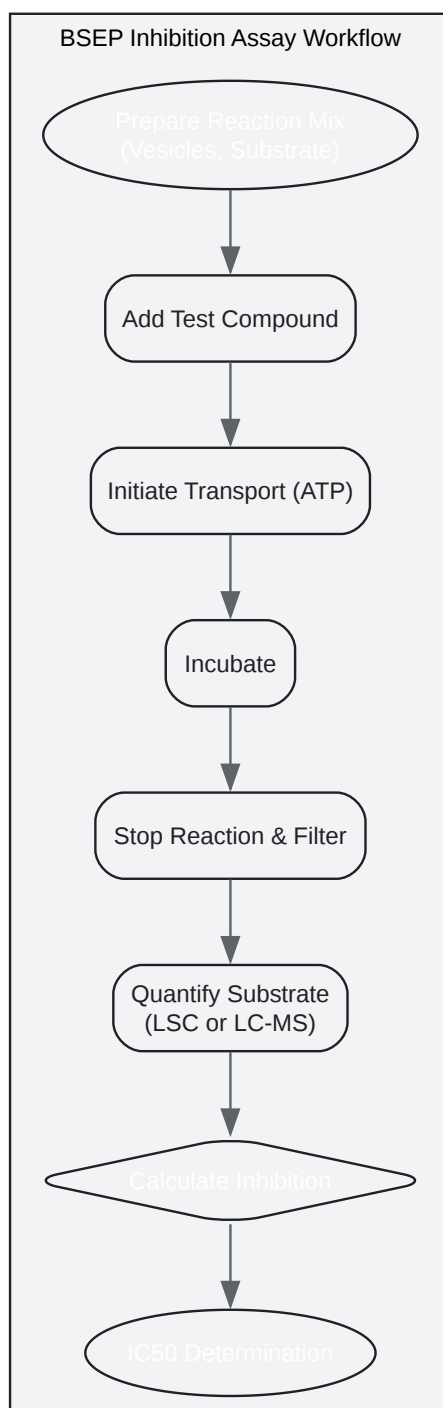 BSEP Inhibition Assay Workflow
Prepare Reaction Mix
(Vesicles, Substrate)
Add Test Compound
Initiate Transport (ATP)
Incubate
Stop Reaction & Filter
Quantify Substrate
(LSC or LC-MS)
Calculate Inhibition
IC50 Determination